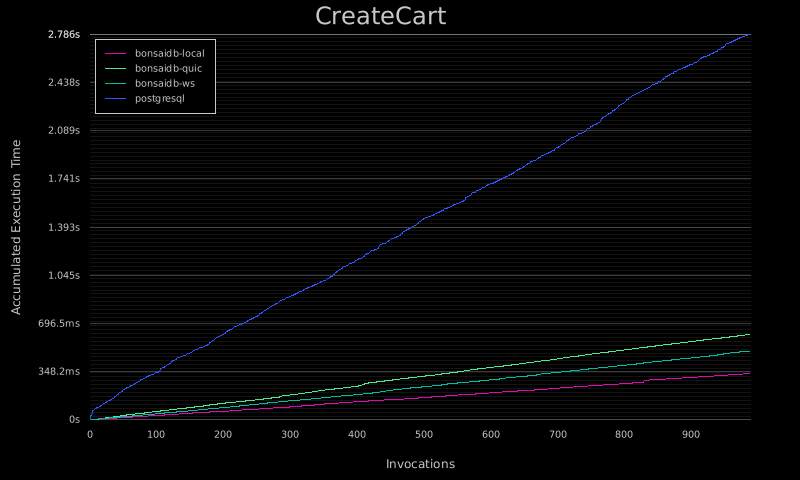 CreateCart
2.786s
bonsaidb-local
bonsaidb-quic
bonsaidb-ws
postgresql
2.438s
2.089s
1.741s
1.393s
1.045s
696.5ms
348.2ms
0s
Accumulated Execution Time
0 100 200 300 400 500 600 700 800 900
Invocations